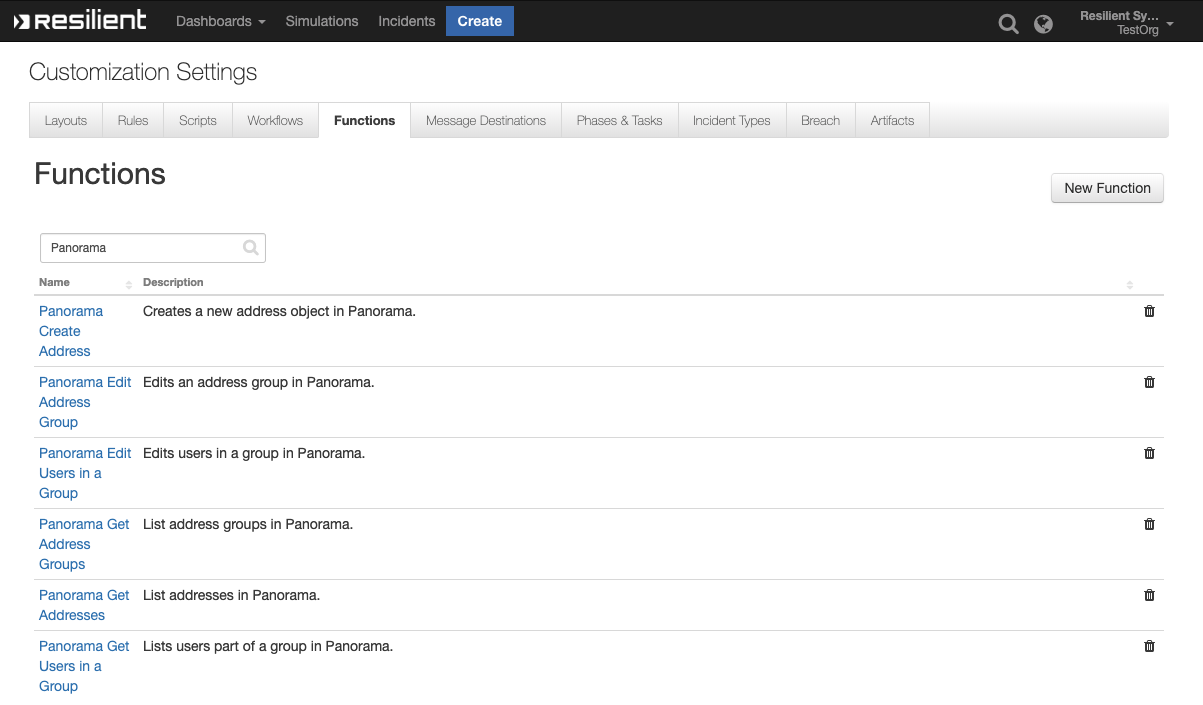 resilient
Dashboards Simulations Incidents Create
Resilient Sy...
TestOrg
Customization Settings
Layouts Rules Scripts Workflows Functions Message Destinations Phases & Tasks Incident Types Breach Artifacts
Functions
New Function
Panorama
Name Description
Panorama Creates a new address object in Panorama.
Create
Address
Panorama Edit Edits an address group in Panorama.
Address
Group
Panorama Edit Edits users in a group in Panorama.
Users in a
Group
Panorama Get List address groups in Panorama.
Address
Groups
Panorama Get List addresses in Panorama.
Addresses
Panorama Get Lists users part of a group in Panorama.
Users in a
Group